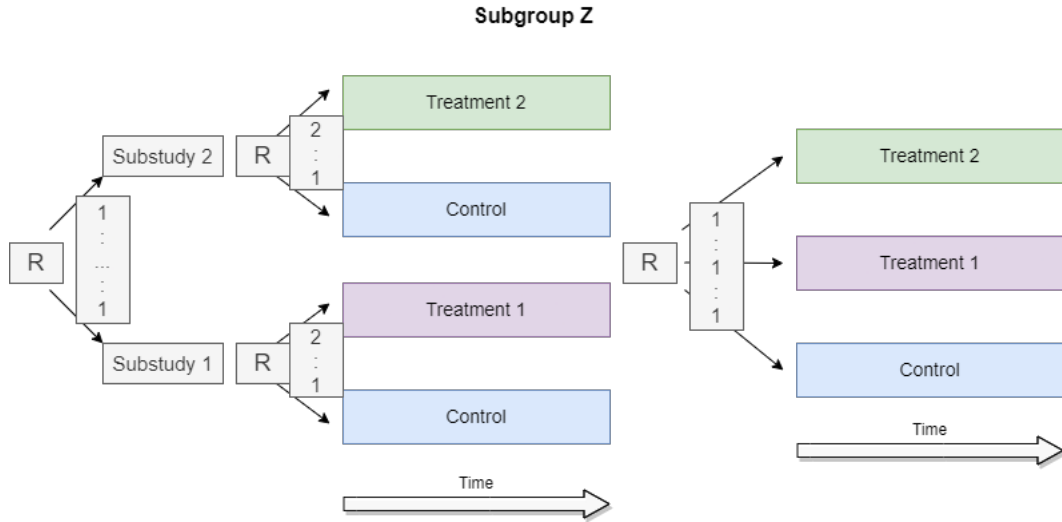 Subgroup Z
R
1
:
...
:
1
Substudy 2
R
2
:
1
Treatment 2
Control
Substudy 1
R
2
:
1
Treatment 1
Control
Time
R
1
:
1
:
1
Treatment 2
Treatment 1
Control
Time